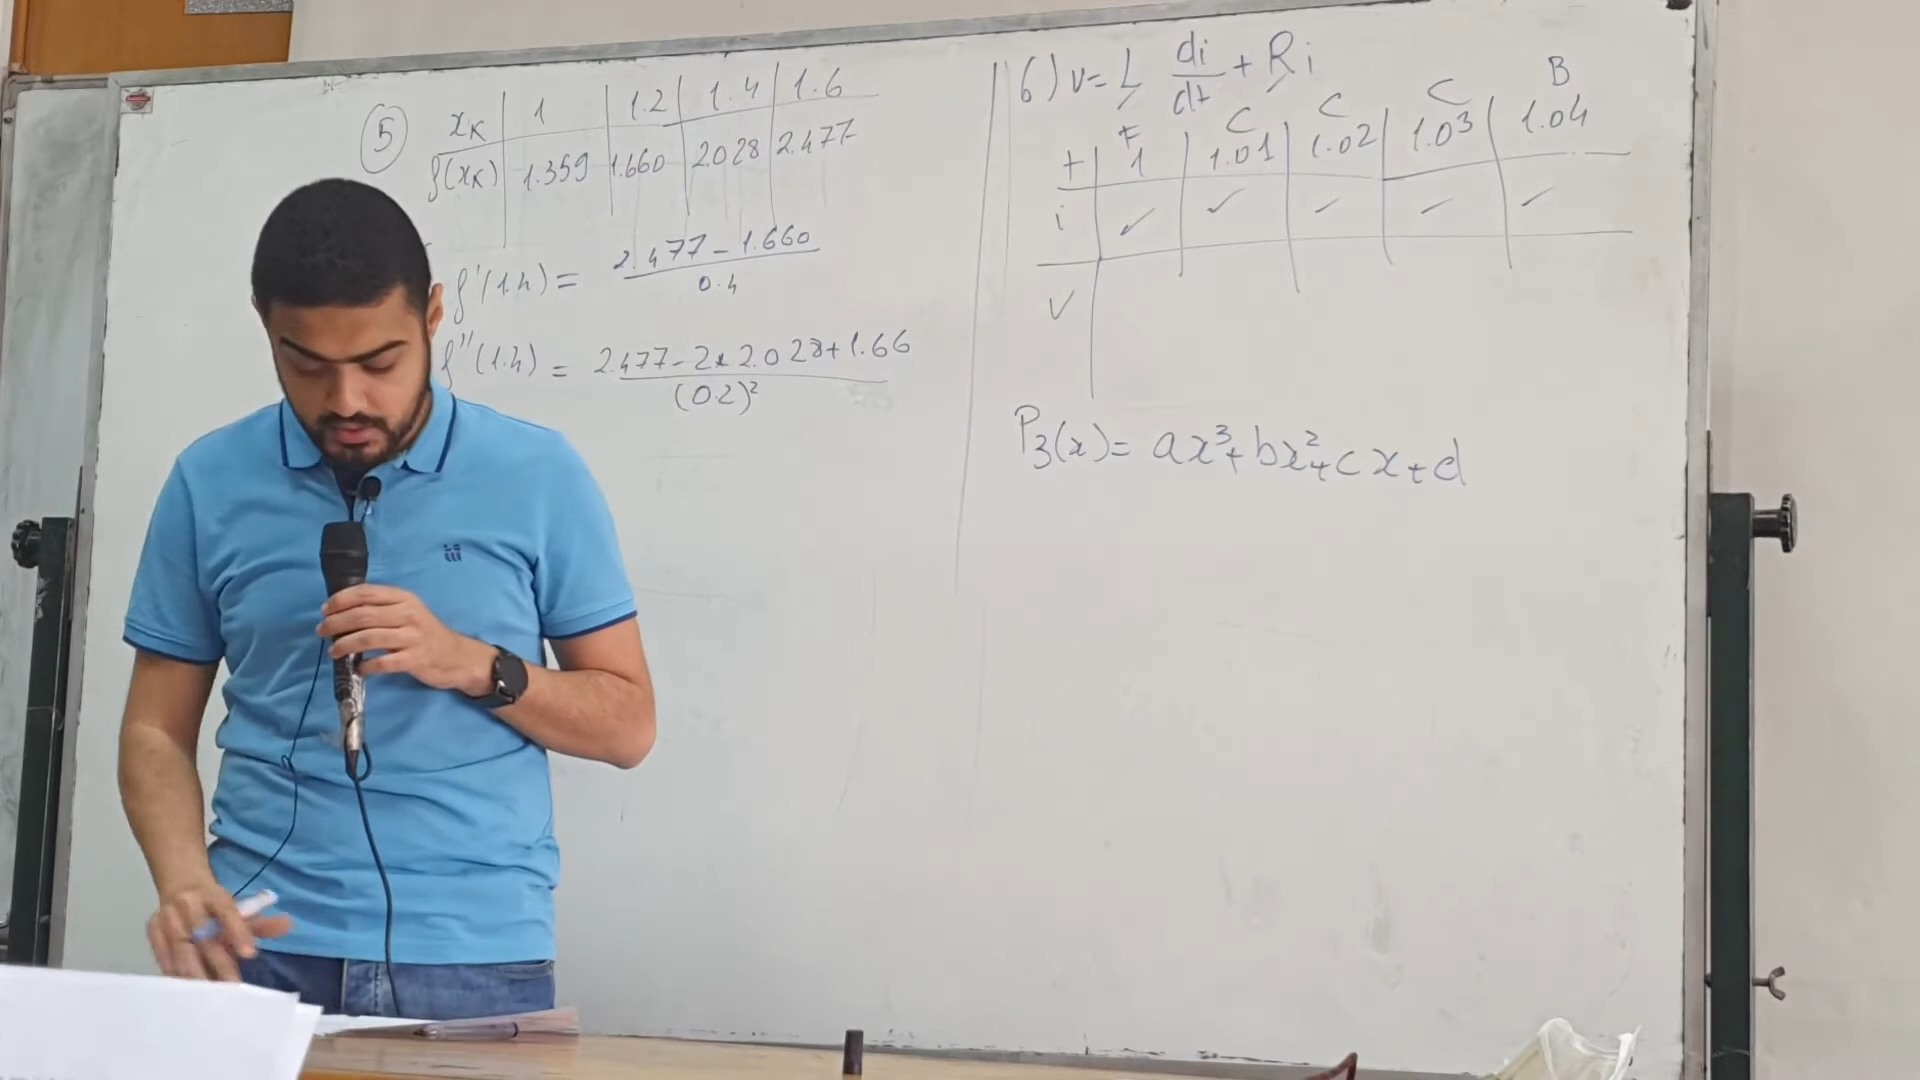 ⑤ xK | 1 | 1.2 | 1.4 | 1.6
f(xK) | 1.359 | 1.660 | 2.028 | 2.477
f'(1.4) = (2.477 - 1.660) / 0.4
f''(1.4) = (2.477 - 2 * 2.028 + 1.66) / (0.2)²
6) v = L di/dt + Ri
F C C C B
t | 1 | 1.01 | 1.02 | 1.03 | 1.04
i | ✓ | ✓ | ✓ | ✓ | ✓
V
P₃(x) = ax³ + bx² + cx + d